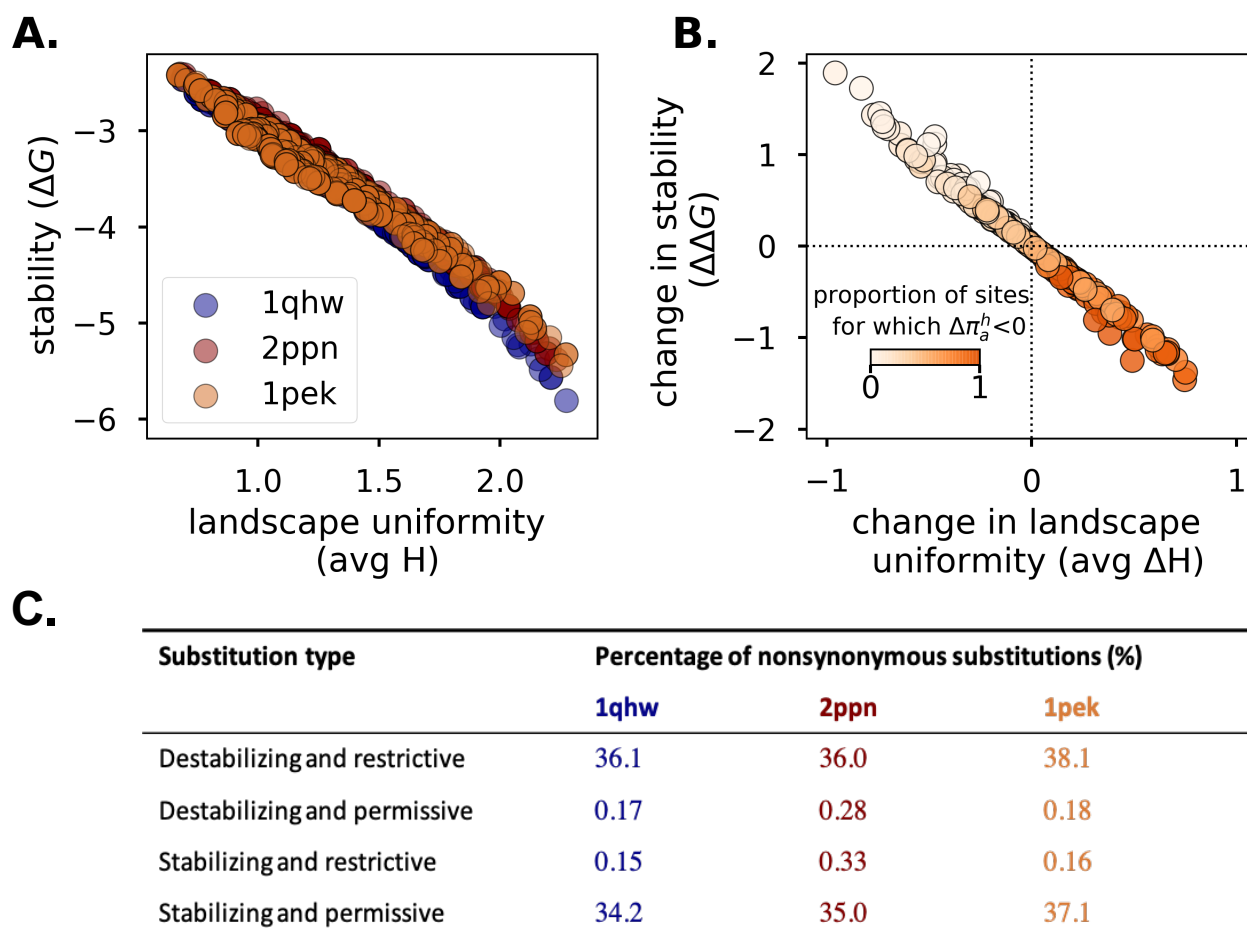 A.
−3
−4
−5
−6
stability (ΔG)
1qhw
2ppn
1pek
1.0 1.5 2.0
landscape uniformity
(avg H)
B.
2
1
0
−1
−2
change in stability
(ΔΔG)
proportion of sites
for which Δπₐʰ<0
0 1
−1 0 1
change in landscape
uniformity (avg ΔH)
C.
Substitution type Percentage of nonsynonymous substitutions (%)
1qhw 2ppn 1pek
Destabilizing and restrictive 36.1 36.0 38.1
Destabilizing and permissive 0.17 0.28 0.18
Stabilizing and restrictive 0.15 0.33 0.16
Stabilizing and permissive 34.2 35.0 37.1